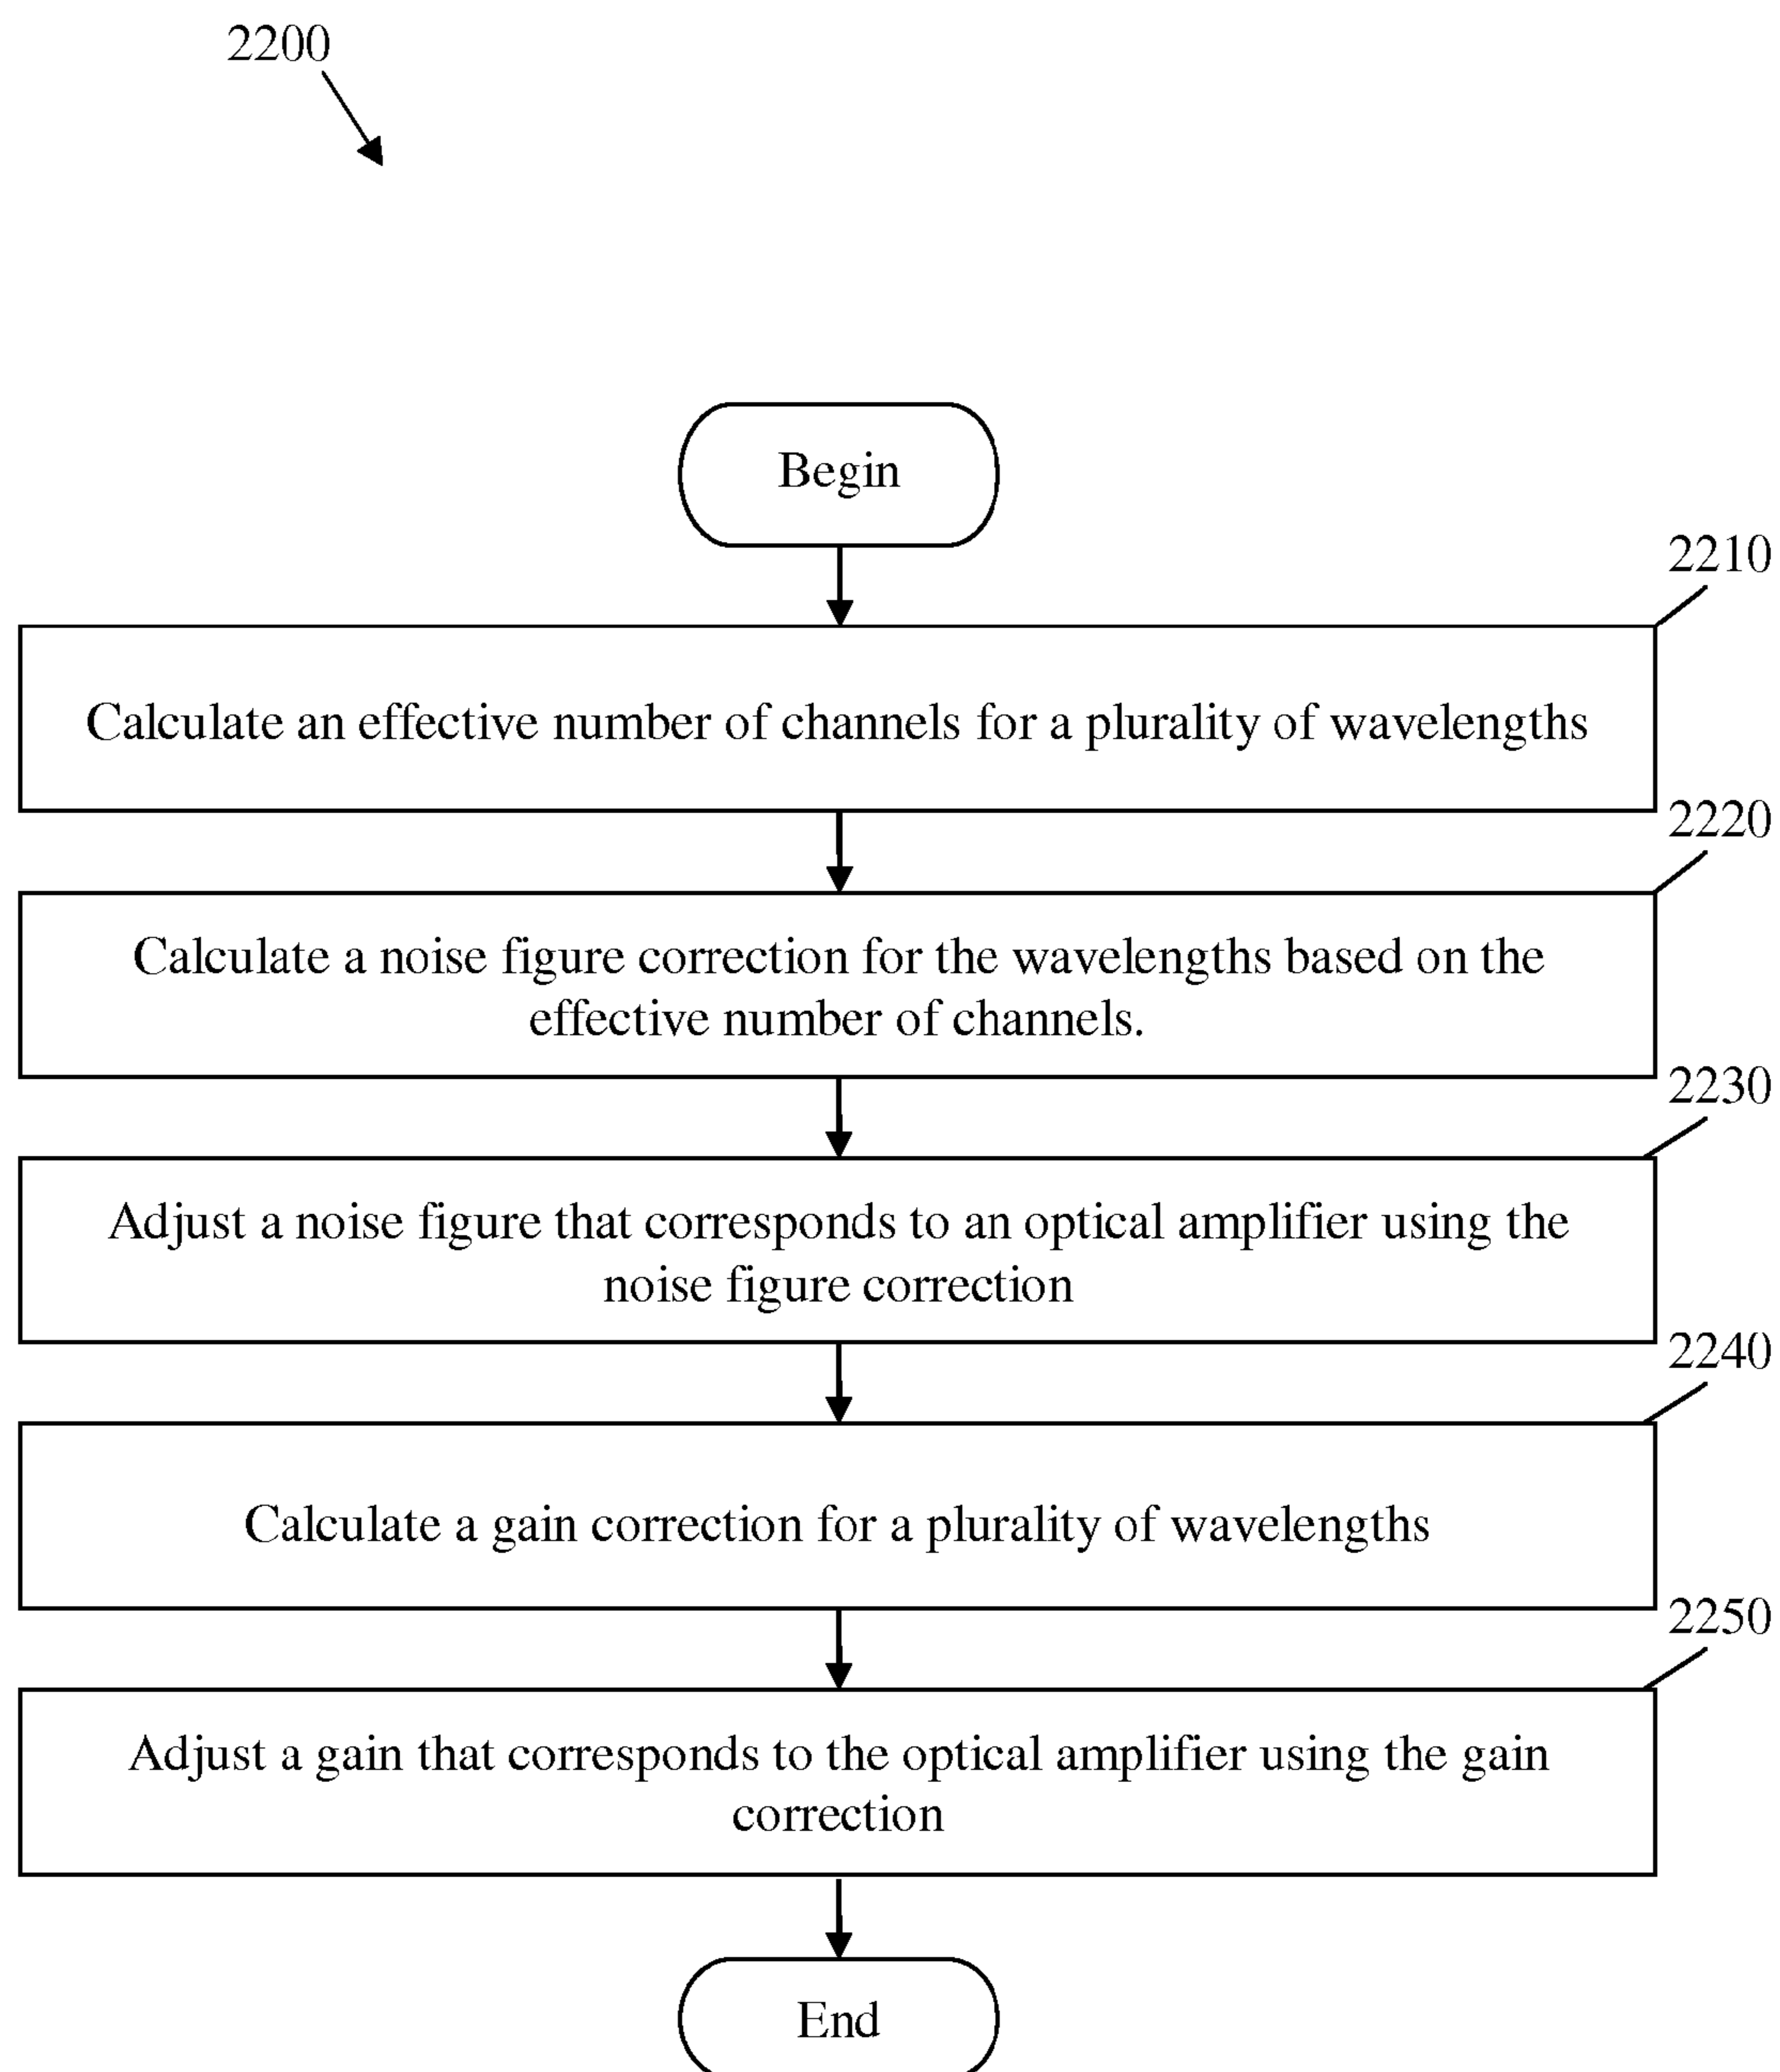 2200
Begin
2210
Calculate an effective number of channels for a plurality of wavelengths
2220
Calculate a noise figure correction for the wavelengths based on the
effective number of channels.
2230
Adjust a noise figure that corresponds to an optical amplifier using the
noise figure correction
2240
Calculate a gain correction for a plurality of wavelengths
2250
Adjust a gain that corresponds to the optical amplifier using the gain
correction
End